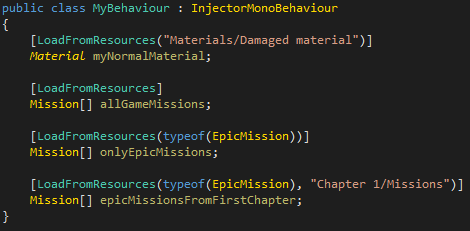 public class MyBehaviour : InjectorMonoBehaviour
{
[LoadFromResources("Materials/Damaged material")]
Material myNormalMaterial;
[LoadFromResources]
Mission[] allGameMissions;
[LoadFromResources(typeof(EpicMission))]
Mission[] onlyEpicMissions;
[LoadFromResources(typeof(EpicMission), "Chapter 1/Missions")]
Mission[] epicMissionsFromFirstChapter;
}